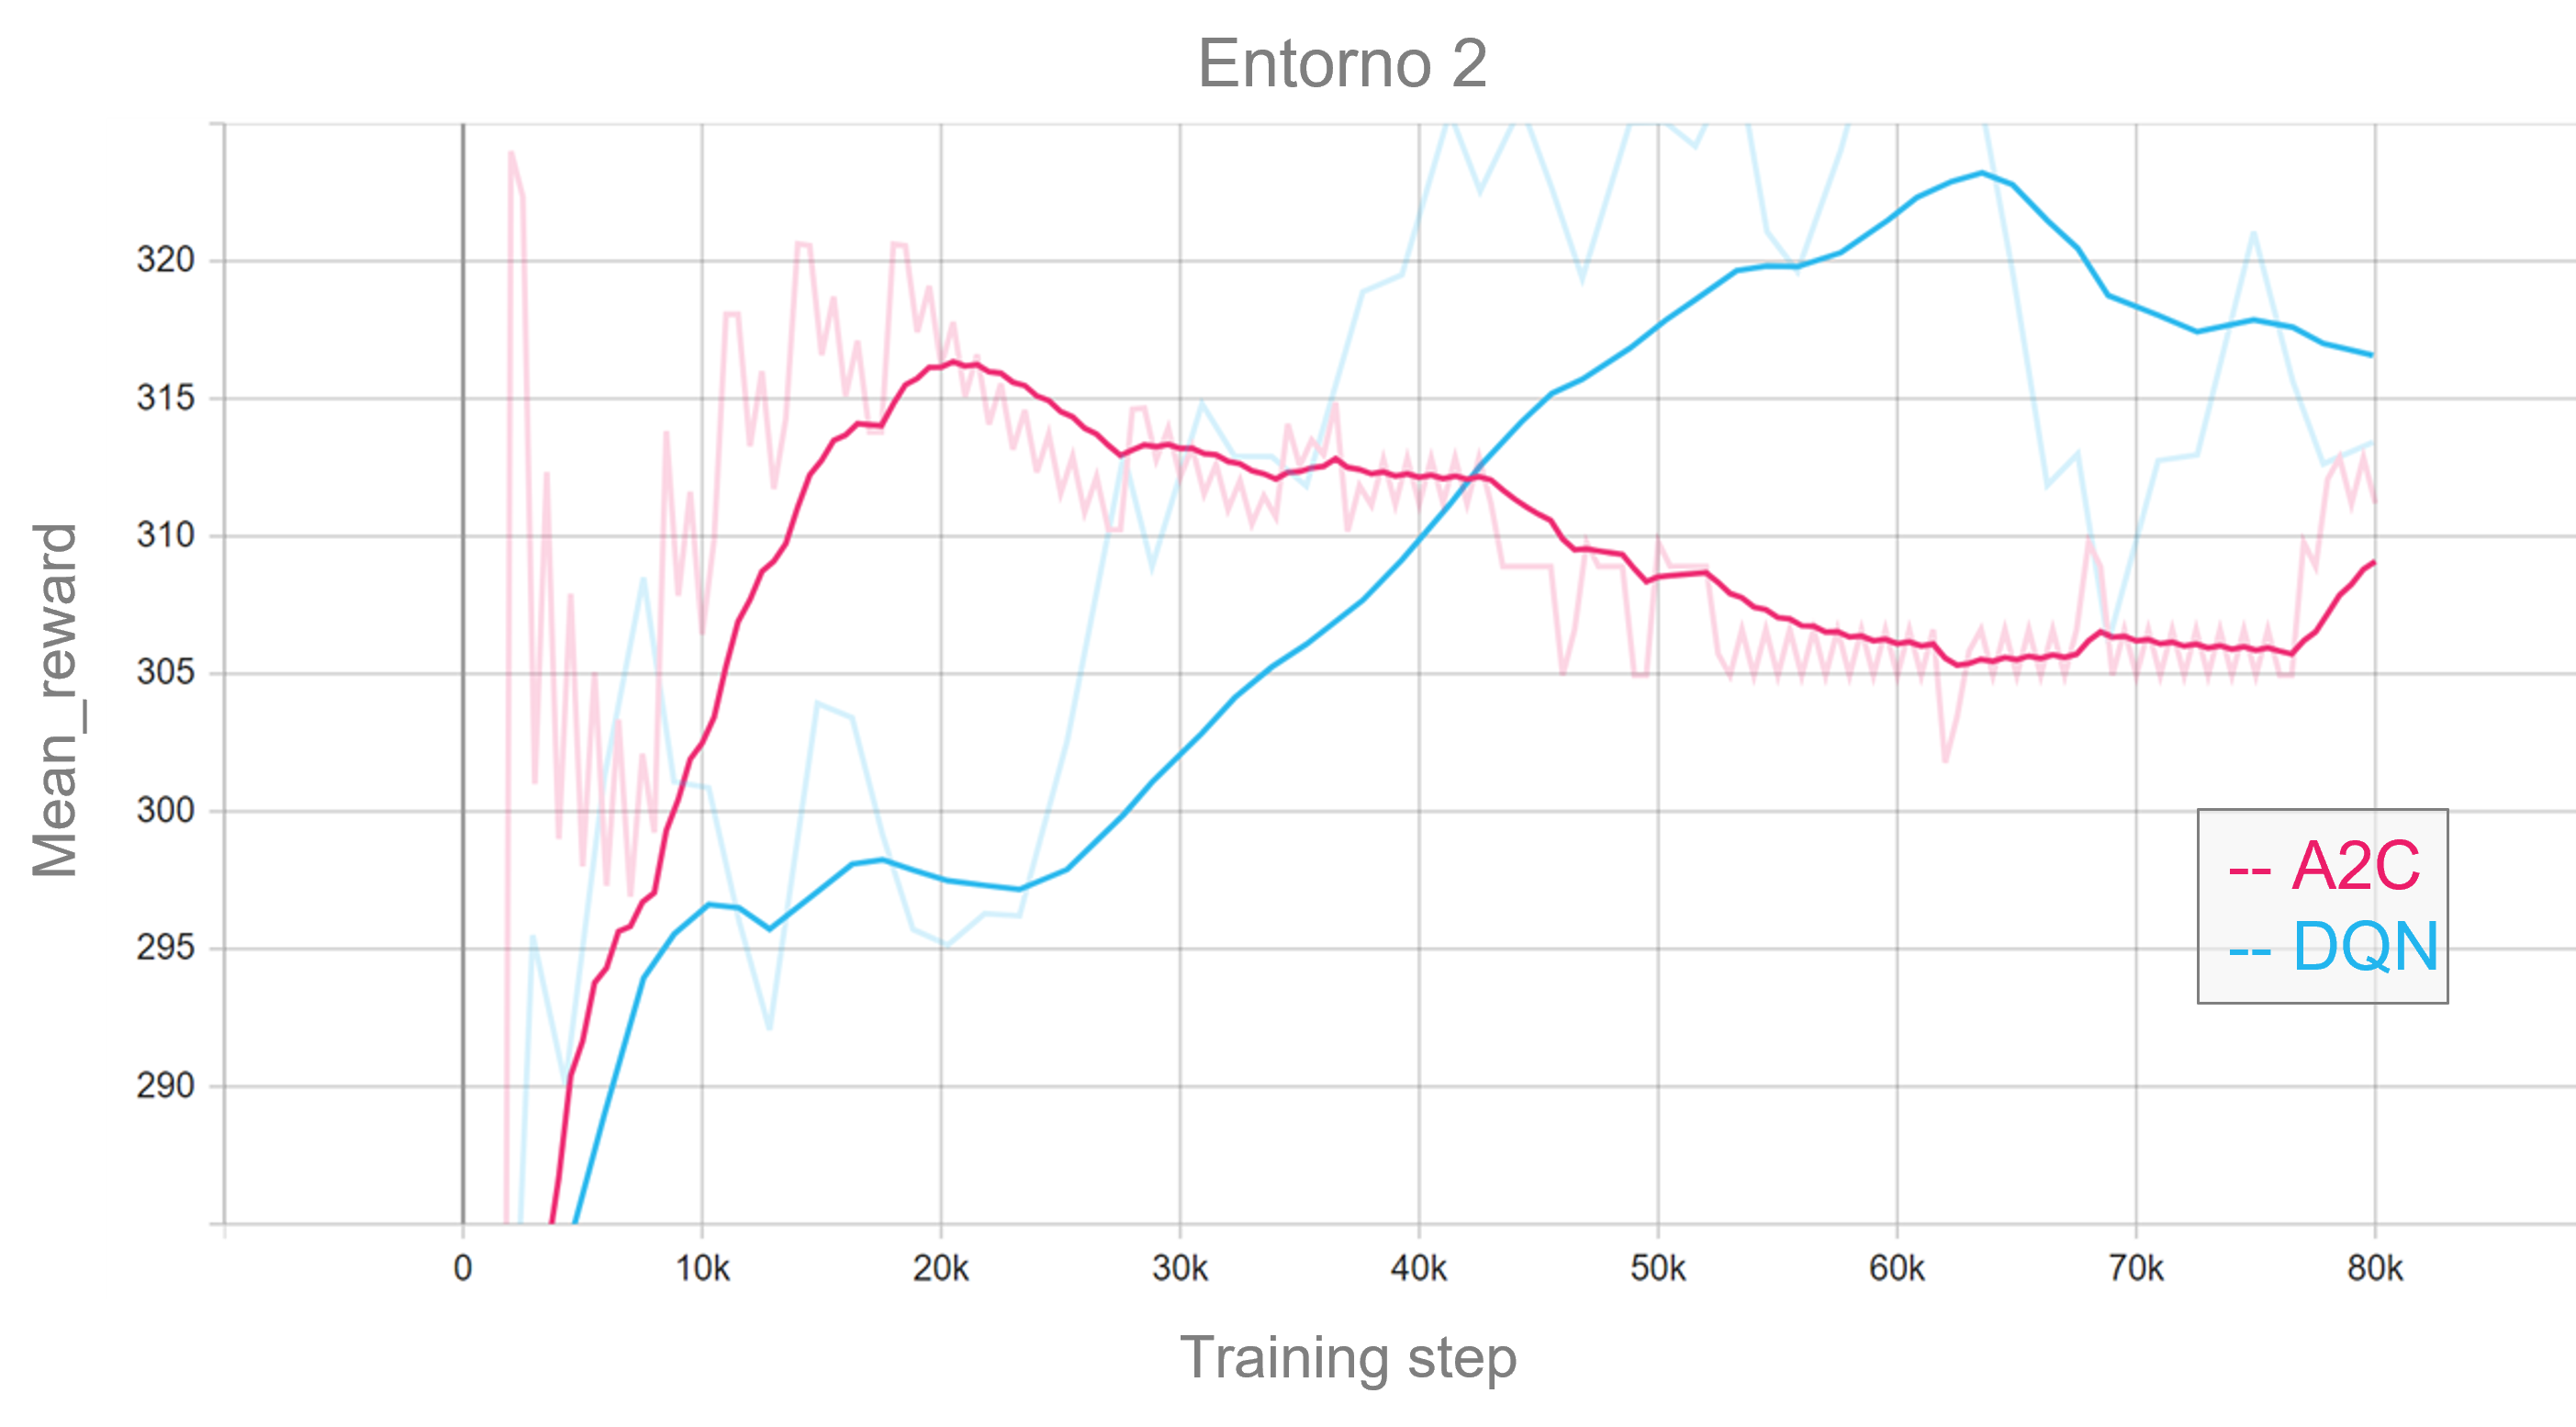 Entorno 2
320
315
310
305
300
295
290
Mean_reward
-- A2C
-- DQN
0 10k 20k 30k 40k 50k 60k 70k 80k
Training step